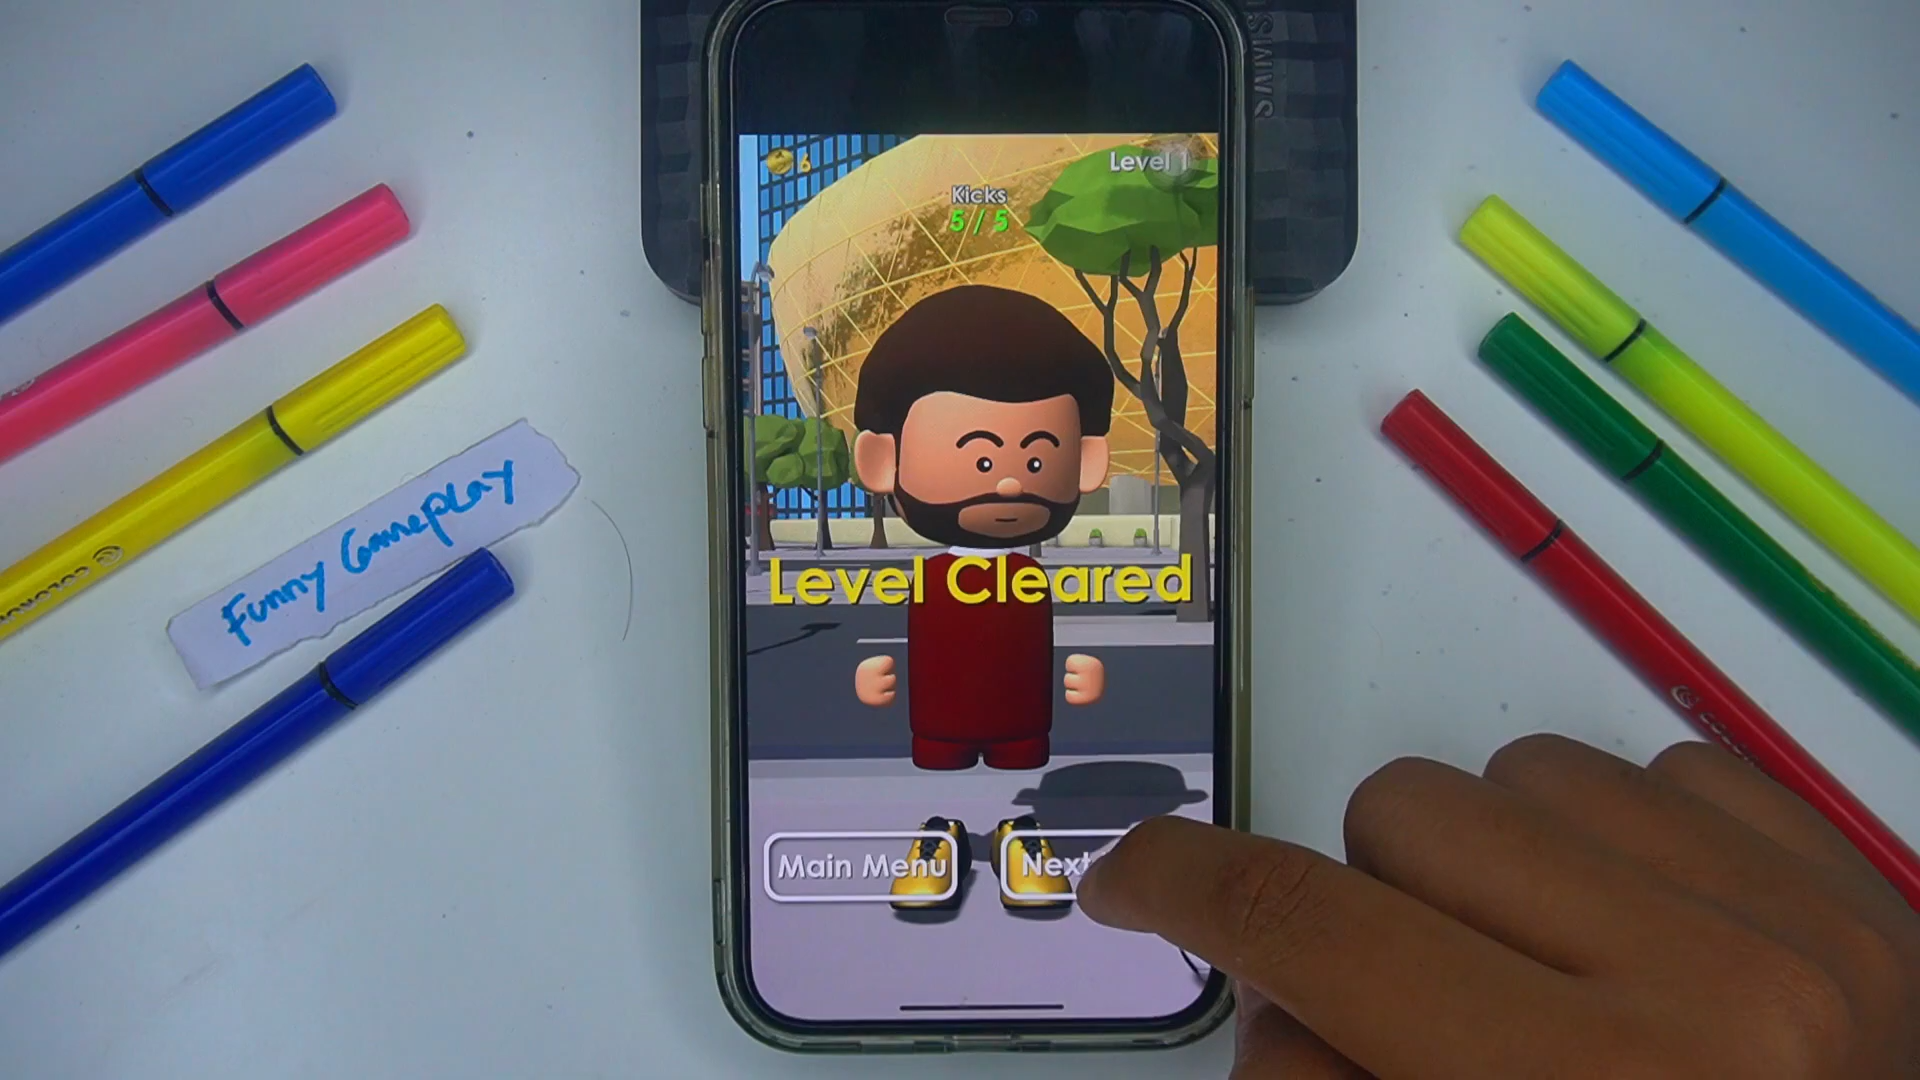 6
Level 1
Kicks
5 / 5
Level Cleared
Main Menu
Next
Funny Gameplay